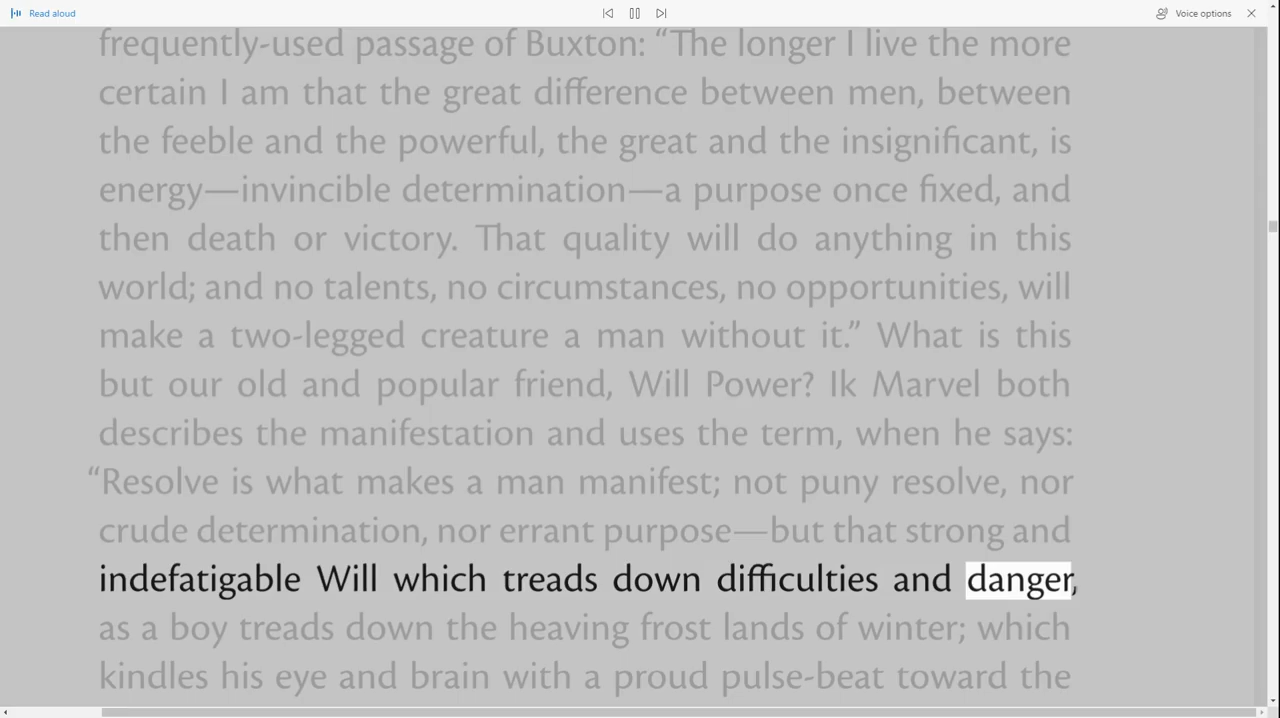 Read aloud
Voice options
frequently-used passage of Buxton: “The longer I live the more
certain I am that the great difference between men, between
the feeble and the powerful, the great and the insignificant, is
energy—invincible determination—a purpose once fixed, and
then death or victory. That quality will do anything in this
world; and no talents, no circumstances, no opportunities, will
make a two-legged creature a man without it.” What is this
but our old and popular friend, Will Power? Ik Marvel both
describes the manifestation and uses the term, when he says:
“Resolve is what makes a man manifest; not puny resolve, nor
crude determination, nor errant purpose—but that strong and
indefatigable Will which treads down difficulties and danger,
as a boy treads down the heaving frost lands of winter; which
kindles his eye and brain with a proud pulse-beat toward the